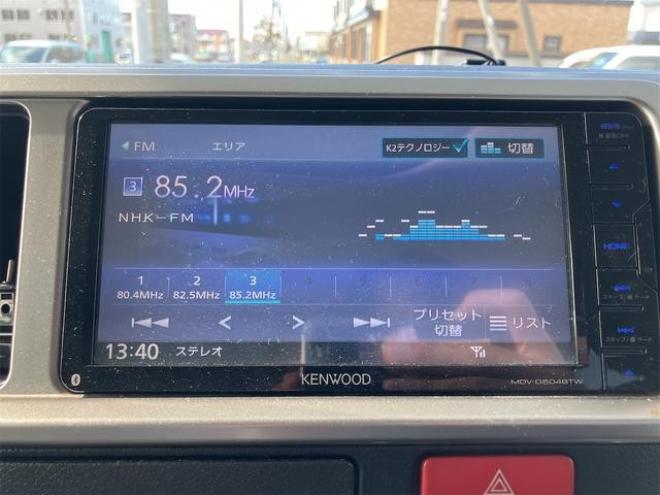 FM エリア K2テクノロジー 切替
3 85.2MHz
NHK-FM
1 2 3
80.4MHz 82.5MHz 85.2MHz
プリセット切替 リスト
13:40 ステレオ
KENWOOD
MDV-D504BTW
HOME